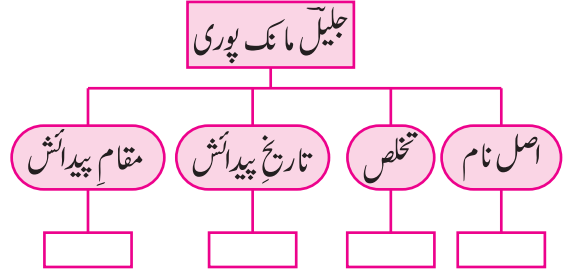 جلیلؔ مانک پوری
اصل نام
تخلص
تاریخِ پیدائش
مقامِ پیدائش